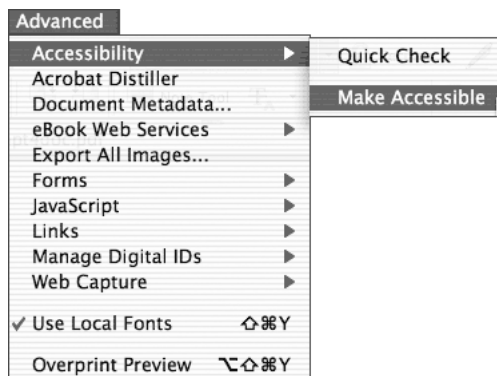 Advanced
Accessibility
Quick Check
Make Accessible
Acrobat Distiller
Document Metadata...
eBook Web Services
Export All Images...
Forms
JavaScript
Links
Manage Digital IDs
Web Capture
✓ Use Local Fonts ⇧⌘Y
Overprint Preview ⌥⇧⌘Y